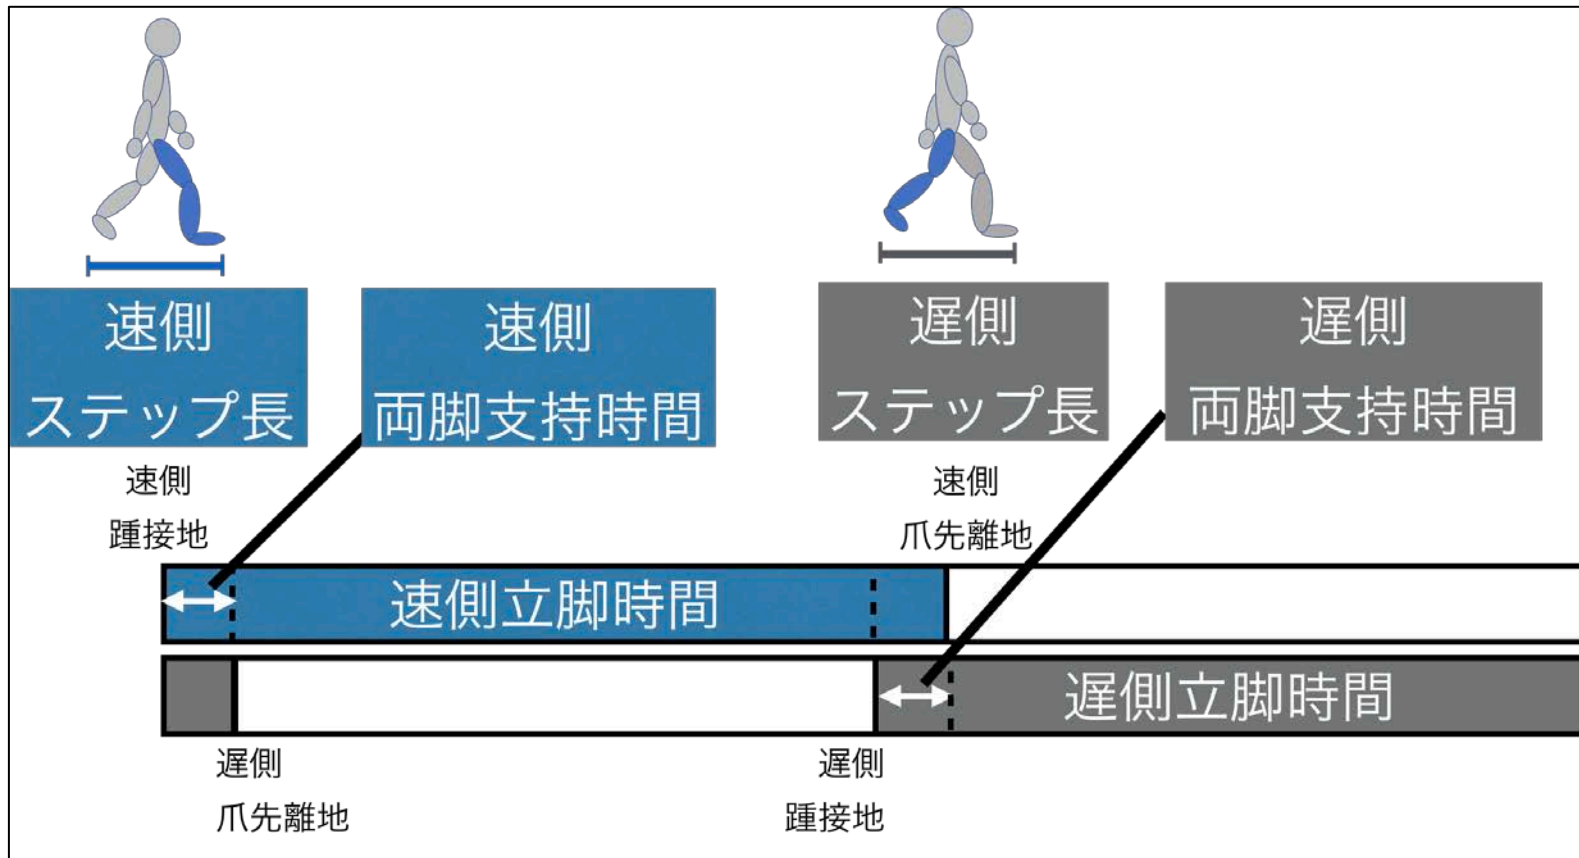 速側
ステップ長
速側
両脚支持時間
遅側
ステップ長
遅側
両脚支持時間
速側
踵接地
速側
爪先離地
速側立脚時間
遅側立脚時間
遅側
爪先離地
遅側
踵接地